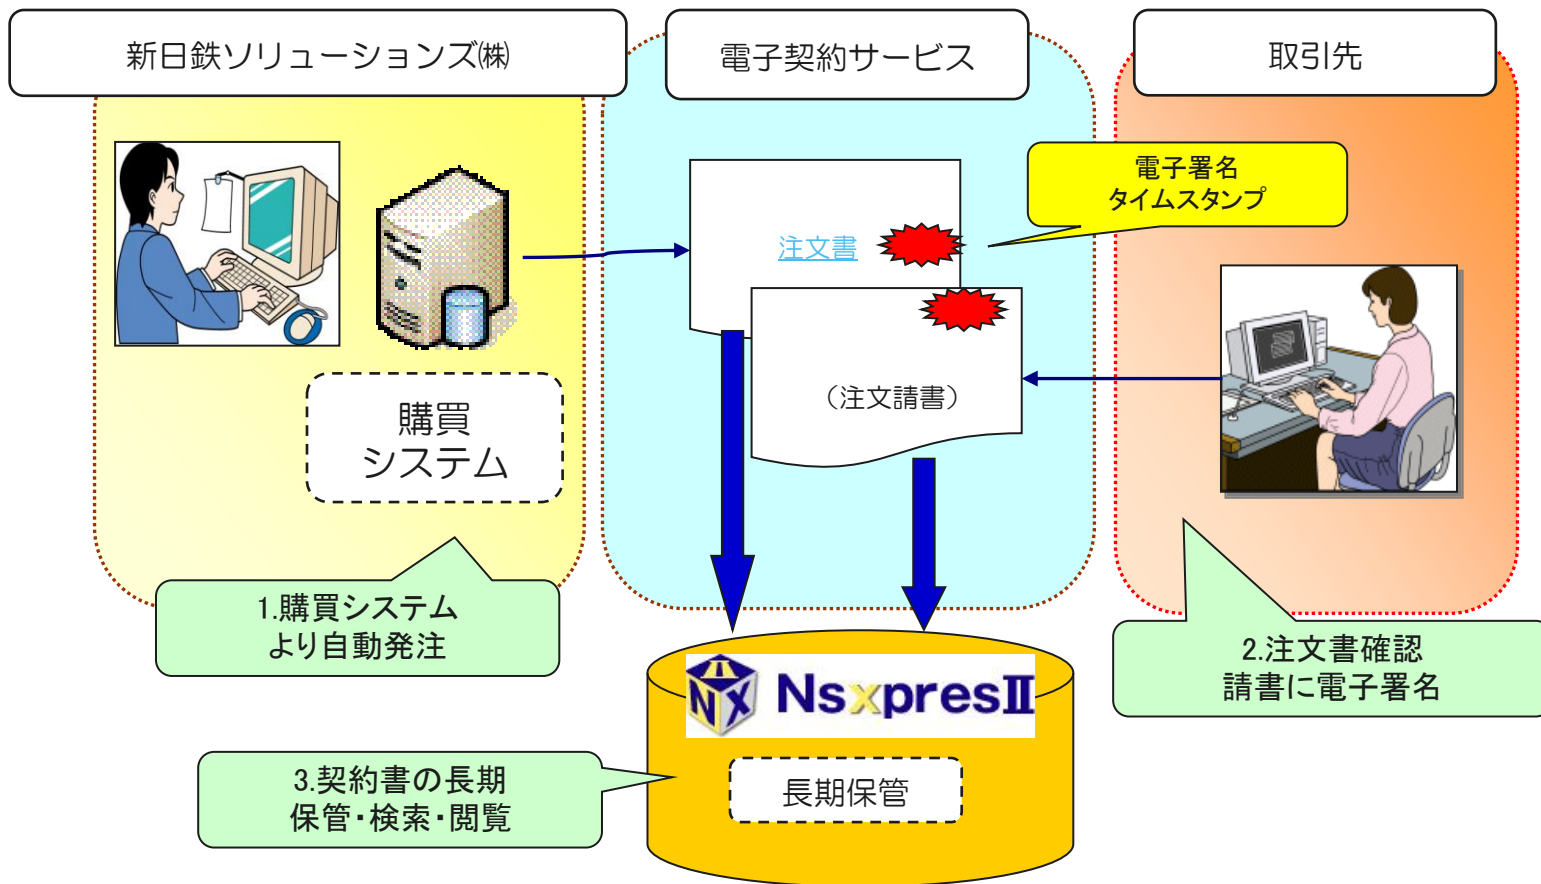 新日鉄ソリューションズ㈱
電子契約サービス
取引先
電子署名
タイムスタンプ
注文書
(注文請書)
購買
システム
1.購買システム
より自動発注
2.注文書確認
請書に電子署名
NX NsxpresⅡ
3.契約書の長期
保管・検索・閲覧
長期保管